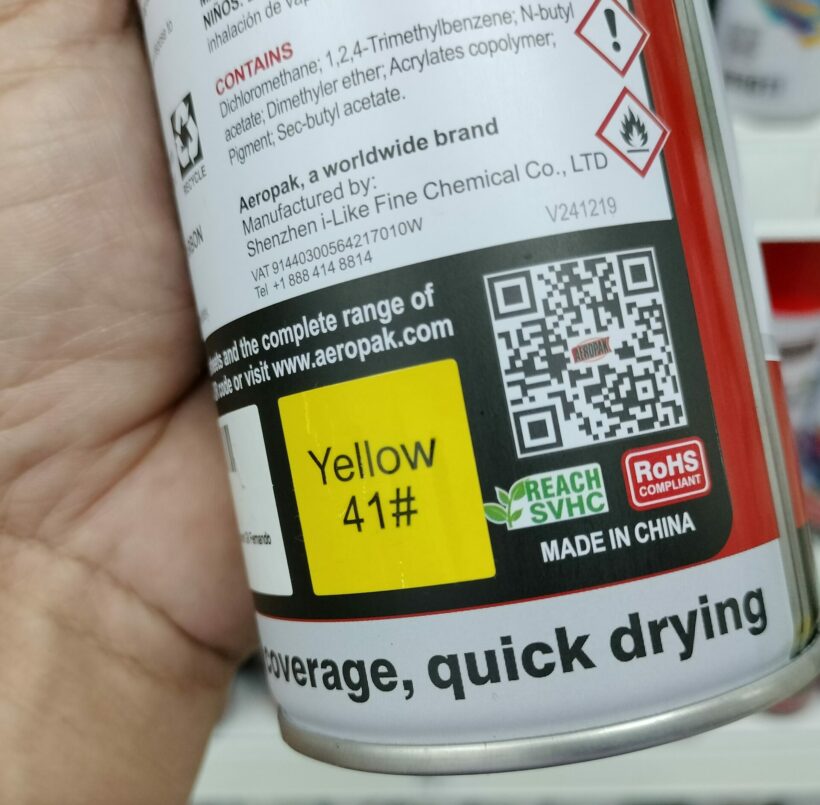 NIÑOS.
Inhalación de
CONTAINS
Dichloromethane; 1,2,4-Trimethylbenzene; N-butyl
acetate; Dimethyler ether; Acrylates copolymer;
Pigment; Sec-butyl acetate.
RECYCLE
Aeropak, a worldwide brand
Manufactured by:
Shenzhen i-Like Fine Chemical Co., LTD
VAT 91440300564217010W
V241219
Tel +1 888 414 8814
and the complete range of
code or visit www.aeropak.com
AEROPAK
Yellow
41#
REACH
SVHC
RoHS
COMPLIANT
MADE IN CHINA
Fernando
coverage, quick drying